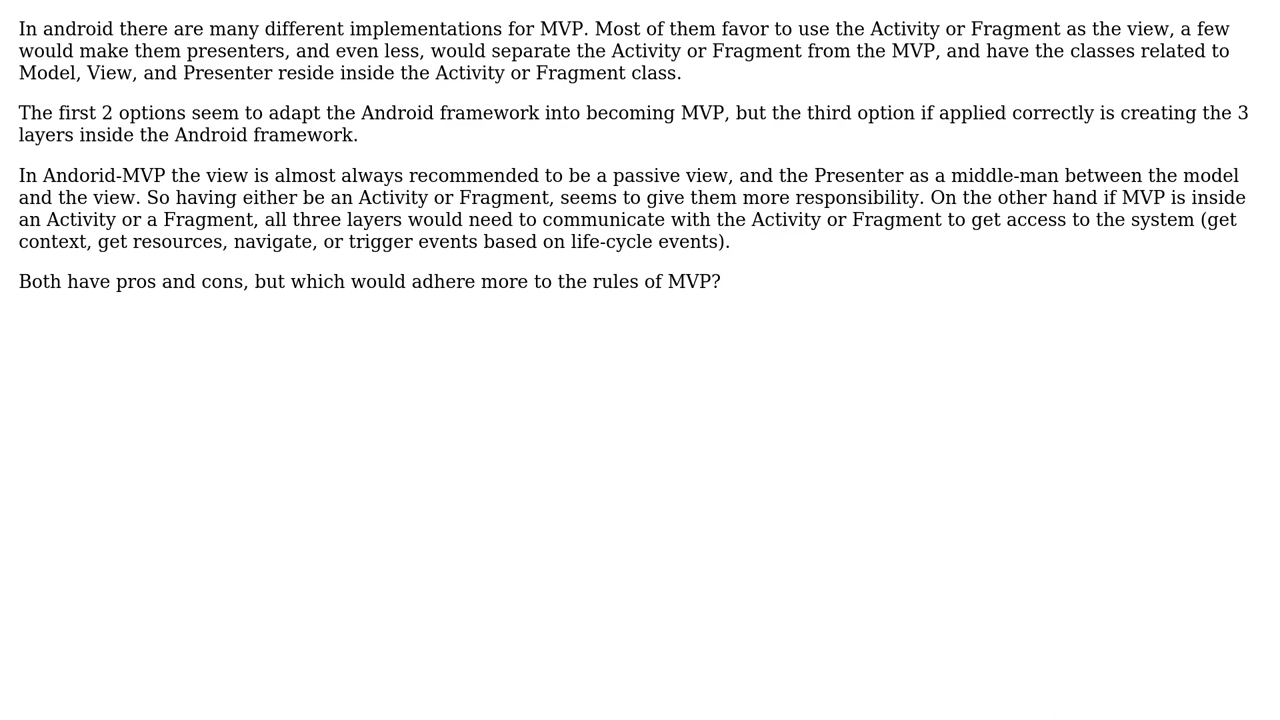 In android there are many different implementations for MVP. Most of them favor to use the Activity or Fragment as the view, a few
would make them presenters, and even less, would separate the Activity or Fragment from the MVP, and have the classes related to
Model, View, and Presenter reside inside the Activity or Fragment class.
The first 2 options seem to adapt the Android framework into becoming MVP, but the third option if applied correctly is creating the 3
layers inside the Android framework.
In Andorid-MVP the view is almost always recommended to be a passive view, and the Presenter as a middle-man between the model
and the view. So having either be an Activity or Fragment, seems to give them more responsibility. On the other hand if MVP is inside
an Activity or a Fragment, all three layers would need to communicate with the Activity or Fragment to get access to the system (get
context, get resources, navigate, or trigger events based on life-cycle events).
Both have pros and cons, but which would adhere more to the rules of MVP?